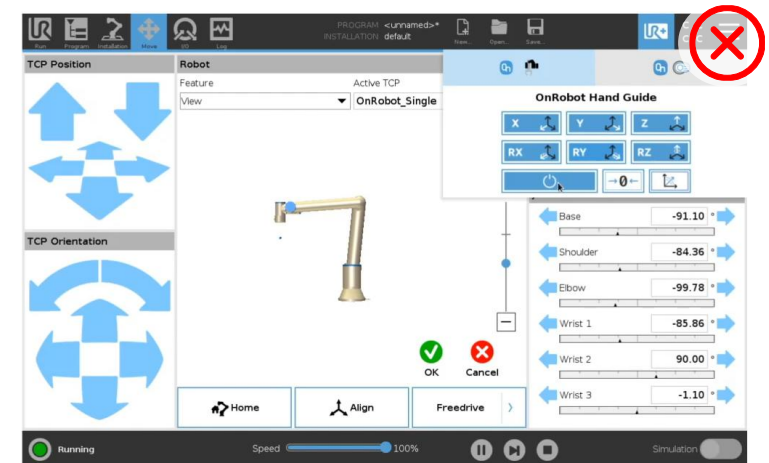 PROGRAM <unnamed>*
INSTALLATION default
UR
Run
Program
Installation
Move
I/O
Log
New...
Open...
Save...
UR+
TCP Position
Robot
Feature
Active TCP
View
OnRobot_Single
OnRobot Hand Guide
X
Y
Z
RX
RY
RZ
→0←
TCP Orientation
Base
-91.10 °
Shoulder
-84.36 °
Elbow
-99.78 °
Wrist 1
-85.86 °
Wrist 2
90.00 °
Wrist 3
-1.10 °
OK
Cancel
Home
Align
Freedrive
Running
Speed
100%
Simulation